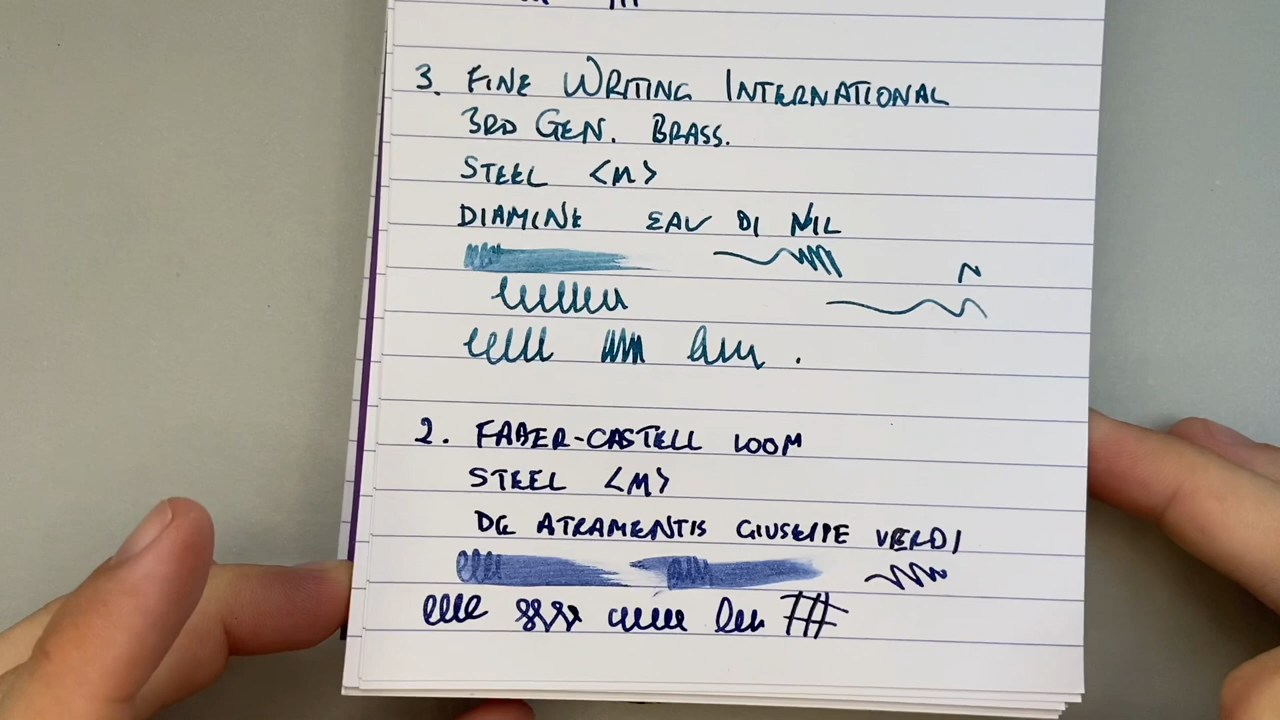 3. FINE WRITING INTERNATIONAL
3RD GEN. BRASS.
STEEL <M>
DIAMINE EAU DI NIL
2. FABER-CASTELL LOOM
STEEL <M>
DE ATRAMENTIS GIUSEPPE VERDI